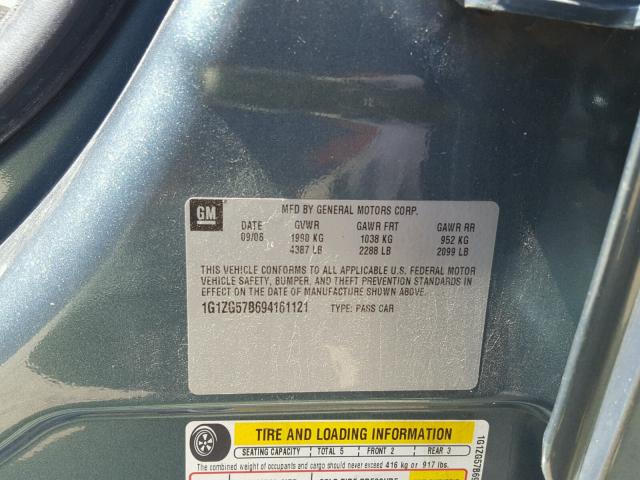 GM
MFD BY GENERAL MOTORS CORP.
DATE GVWR GAWR FRT GAWR RR
09/08 1990 KG 1038 KG 952 KG
4387 LB 2288 LB 2099 LB
THIS VEHICLE CONFORMS TO ALL APPLICABLE U.S. FEDERAL MOTOR
VEHICLE SAFETY, BUMPER, AND THEFT PREVENTION STANDARDS IN
EFFECT ON THE DATE OF MANUFACTURE SHOWN ABOVE.
1G1ZG57B694161121 TYPE: PASS CAR
TIRE AND LOADING INFORMATION
SEATING CAPACITY TOTAL 5 FRONT 2 REAR 3
The combined weight of occupants and cargo should never exceed 416 kg or 917 lbs.